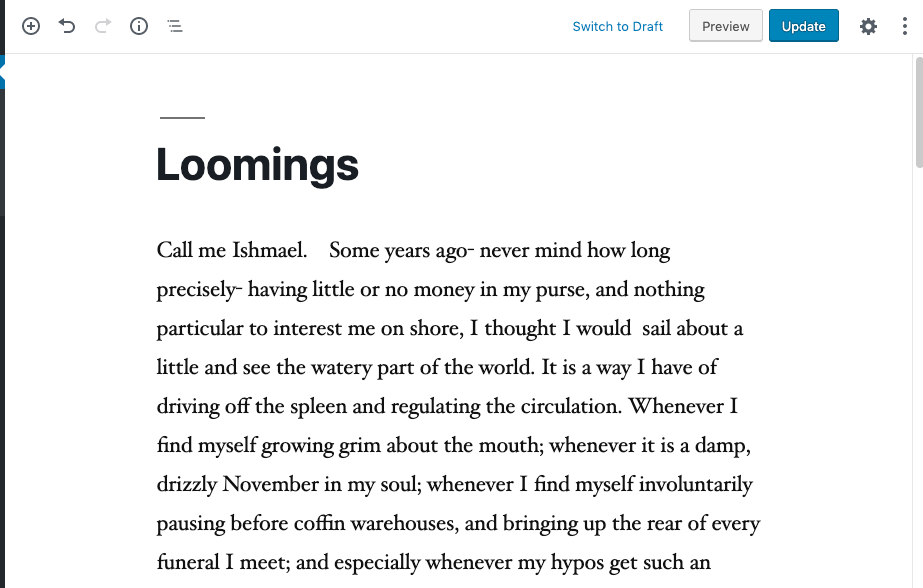 Switch to Draft Preview Update
Loomings
Call me Ishmael.    Some years ago- never mind how long
precisely- having little or no money in my purse, and nothing
particular to interest me on shore, I thought I would  sail about a
little and see the watery part of the world. It is a way I have of
driving off the spleen and regulating the circulation. Whenever I
find myself growing grim about the mouth; whenever it is a damp,
drizzly November in my soul; whenever I find myself involuntarily
pausing before coffin warehouses, and bringing up the rear of every
funeral I meet; and especially whenever my hypos get such an